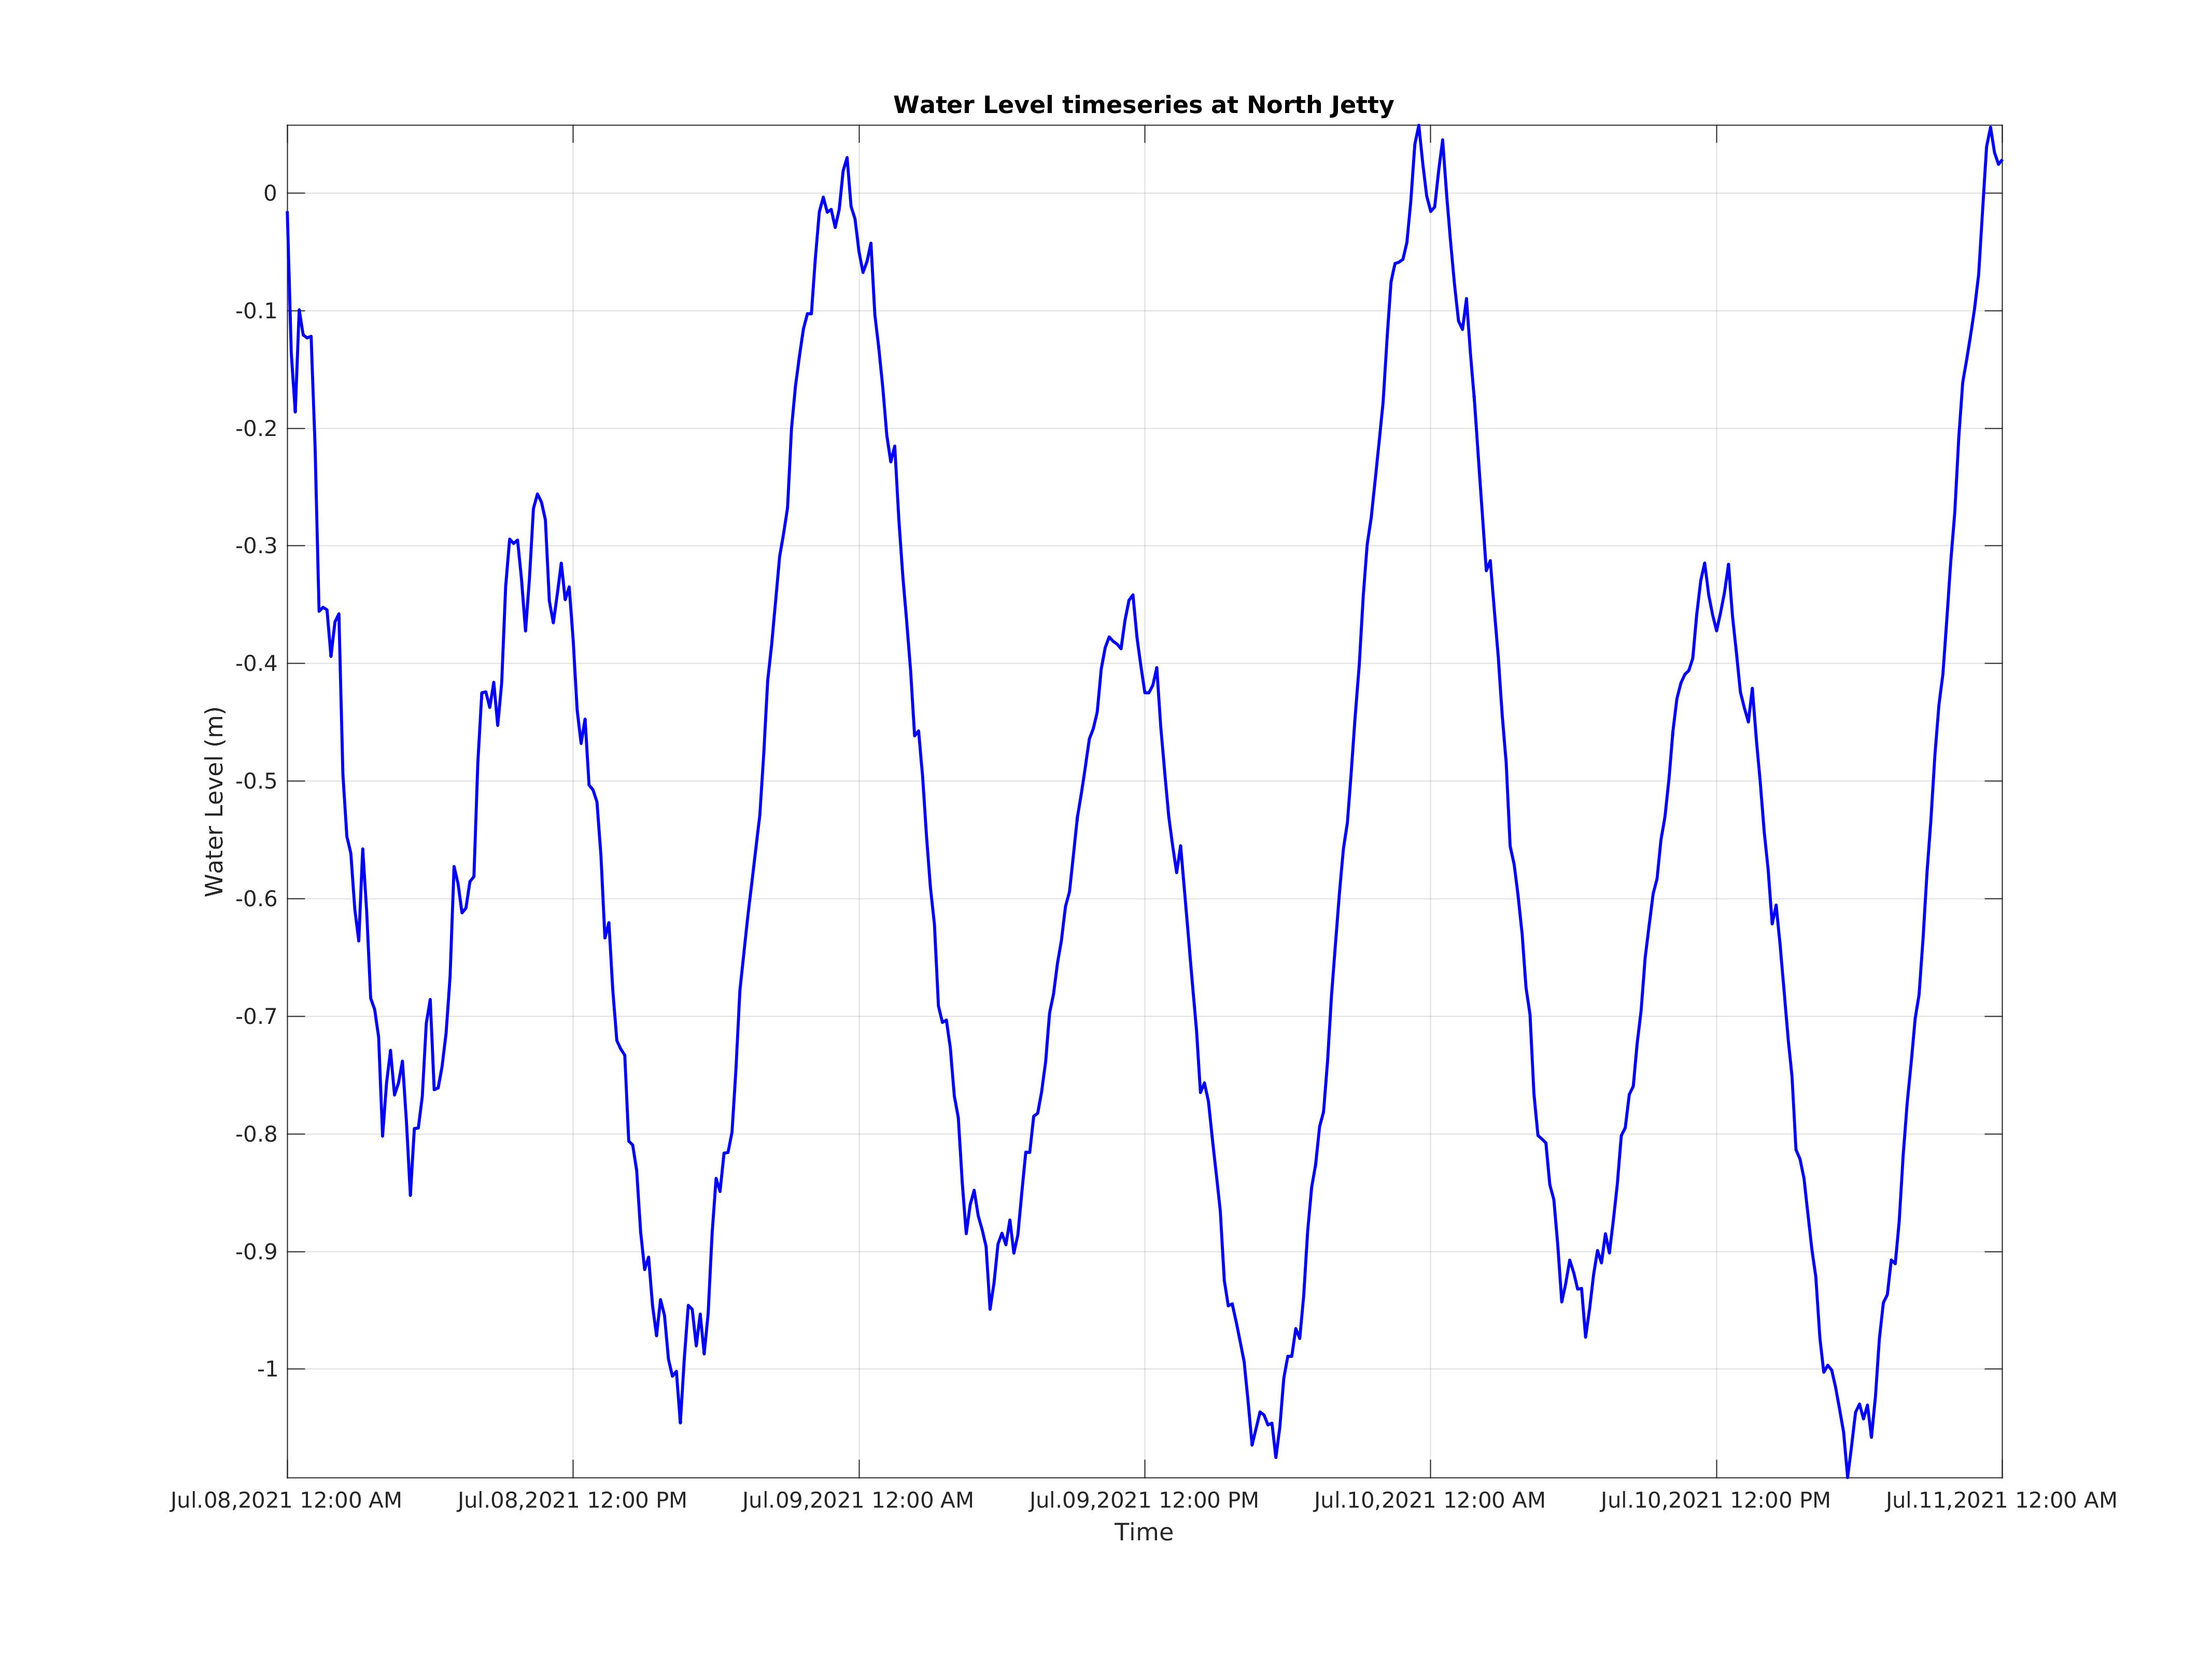 Water Level timeseries at North Jetty
0
-0.1
-0.2
-0.3
-0.4
-0.5
-0.6
-0.7
-0.8
-0.9
-1
Water Level (m)
Jul.08,2021 12:00 AM
Jul.08,2021 12:00 PM
Jul.09,2021 12:00 AM
Jul.09,2021 12:00 PM
Jul.10,2021 12:00 AM
Jul.10,2021 12:00 PM
Jul.11,2021 12:00 AM
Time